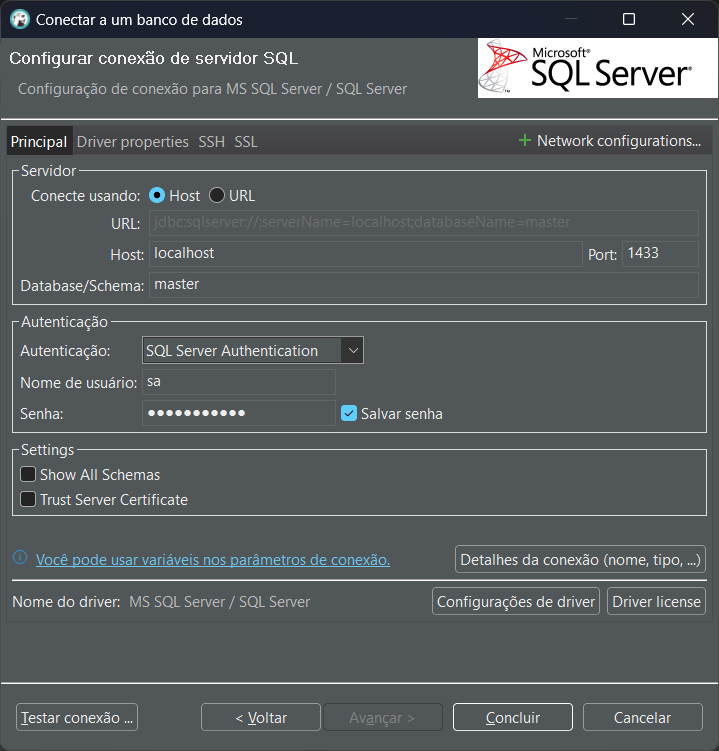 Conectar a um banco de dados
Configurar conexão de servidor SQL
Configuração de conexão para MS SQL Server / SQL Server
Microsoft®
SQL Server®
Principal Driver properties SSH SSL + Network configurations...
Servidor
Conecte usando: Host URL
URL: jdbc:sqlserver://;serverName=localhost;databaseName=master
Host: localhost Port: 1433
Database/Schema: master
Autenticação
Autenticação: SQL Server Authentication
Nome de usuário: sa
Senha: ●●●●●●●●●●● Salvar senha
Settings
Show All Schemas
Trust Server Certificate
Você pode usar variáveis nos parâmetros de conexão. Detalhes da conexão (nome, tipo, ...)
Nome do driver: MS SQL Server / SQL Server Configurações de driver Driver license
Testar conexão ... < Voltar Avançar > Concluir Cancelar